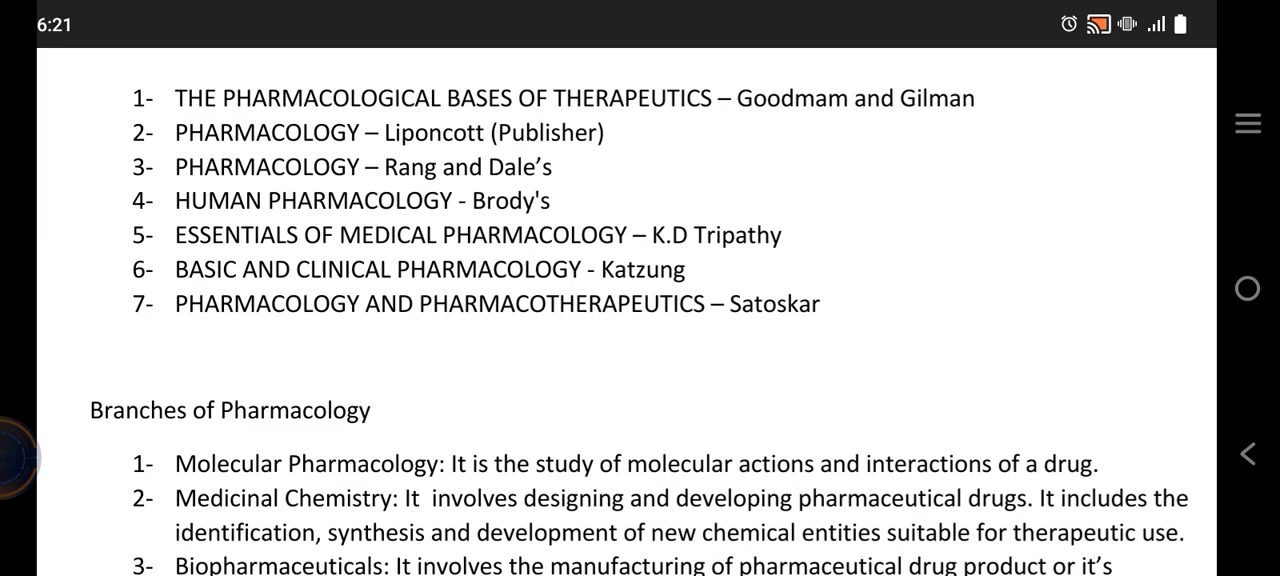 6:21
1- THE PHARMACOLOGICAL BASES OF THERAPEUTICS – Goodmam and Gilman
2- PHARMACOLOGY – Liponcott (Publisher)
3- PHARMACOLOGY – Rang and Dale’s
4- HUMAN PHARMACOLOGY - Brody's
5- ESSENTIALS OF MEDICAL PHARMACOLOGY – K.D Tripathy
6- BASIC AND CLINICAL PHARMACOLOGY - Katzung
7- PHARMACOLOGY AND PHARMACOTHERAPEUTICS – Satoskar
Branches of Pharmacology
1- Molecular Pharmacology: It is the study of molecular actions and interactions of a drug.
2- Medicinal Chemistry: It  involves designing and developing pharmaceutical drugs. It includes the
identification, synthesis and development of new chemical entities suitable for therapeutic use.
3- Biopharmaceuticals: It involves the manufacturing of pharmaceutical drug product or it’s